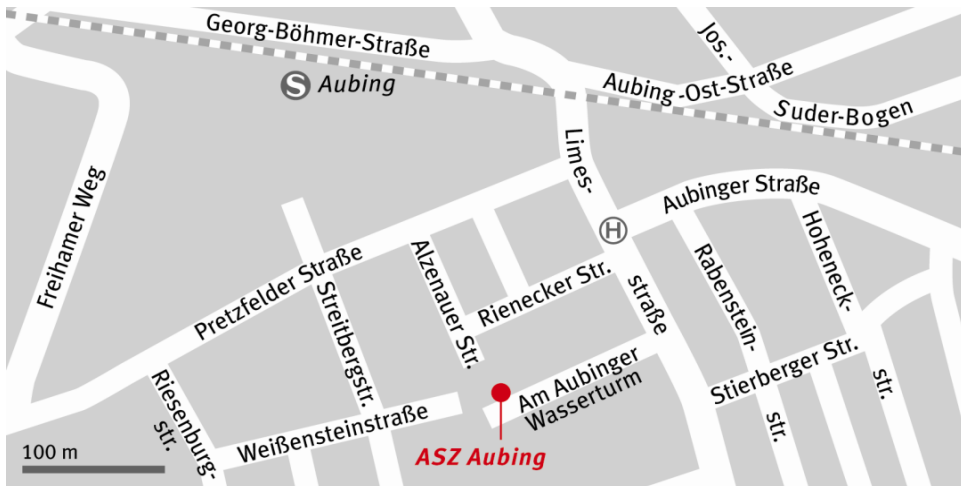 Georg-Böhmer-Straße
Jos.-
Suder-Bogen
S Aubing
Aubing-Ost-Straße
Limes-
straße
Freihamer Weg
Aubinger Straße
H
Hoheneck-
str.
Pretzfelder Straße
Alzenauer Str.
Rienecker Str.
Rabenstein-
str.
Streitbergstr.
Stierberger Str.
Riesenburg-
str.
Am Aubinger
Wasserturm
Weißensteinstraße
100 m
ASZ Aubing